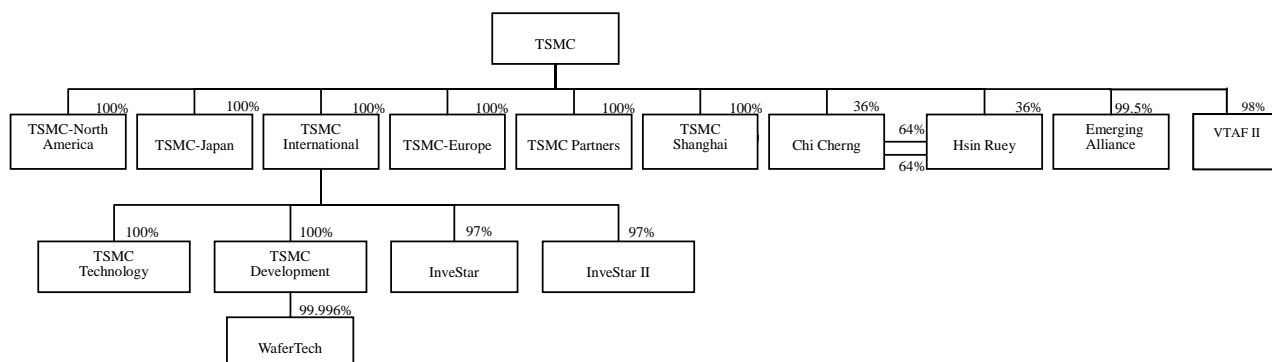 TSMC
100%
100%
100%
100%
100%
100%
36%
36%
99.5%
98%
TSMC-North
America
TSMC-Japan
TSMC
International
TSMC-Europe
TSMC Partners
TSMC
Shanghai
Chi Cherng
64%
64%
Hsin Ruey
Emerging
Alliance
VTAF II
100%
100%
97%
97%
TSMC
Technology
TSMC
Development
InveStar
InveStar II
99.996%
WaferTech